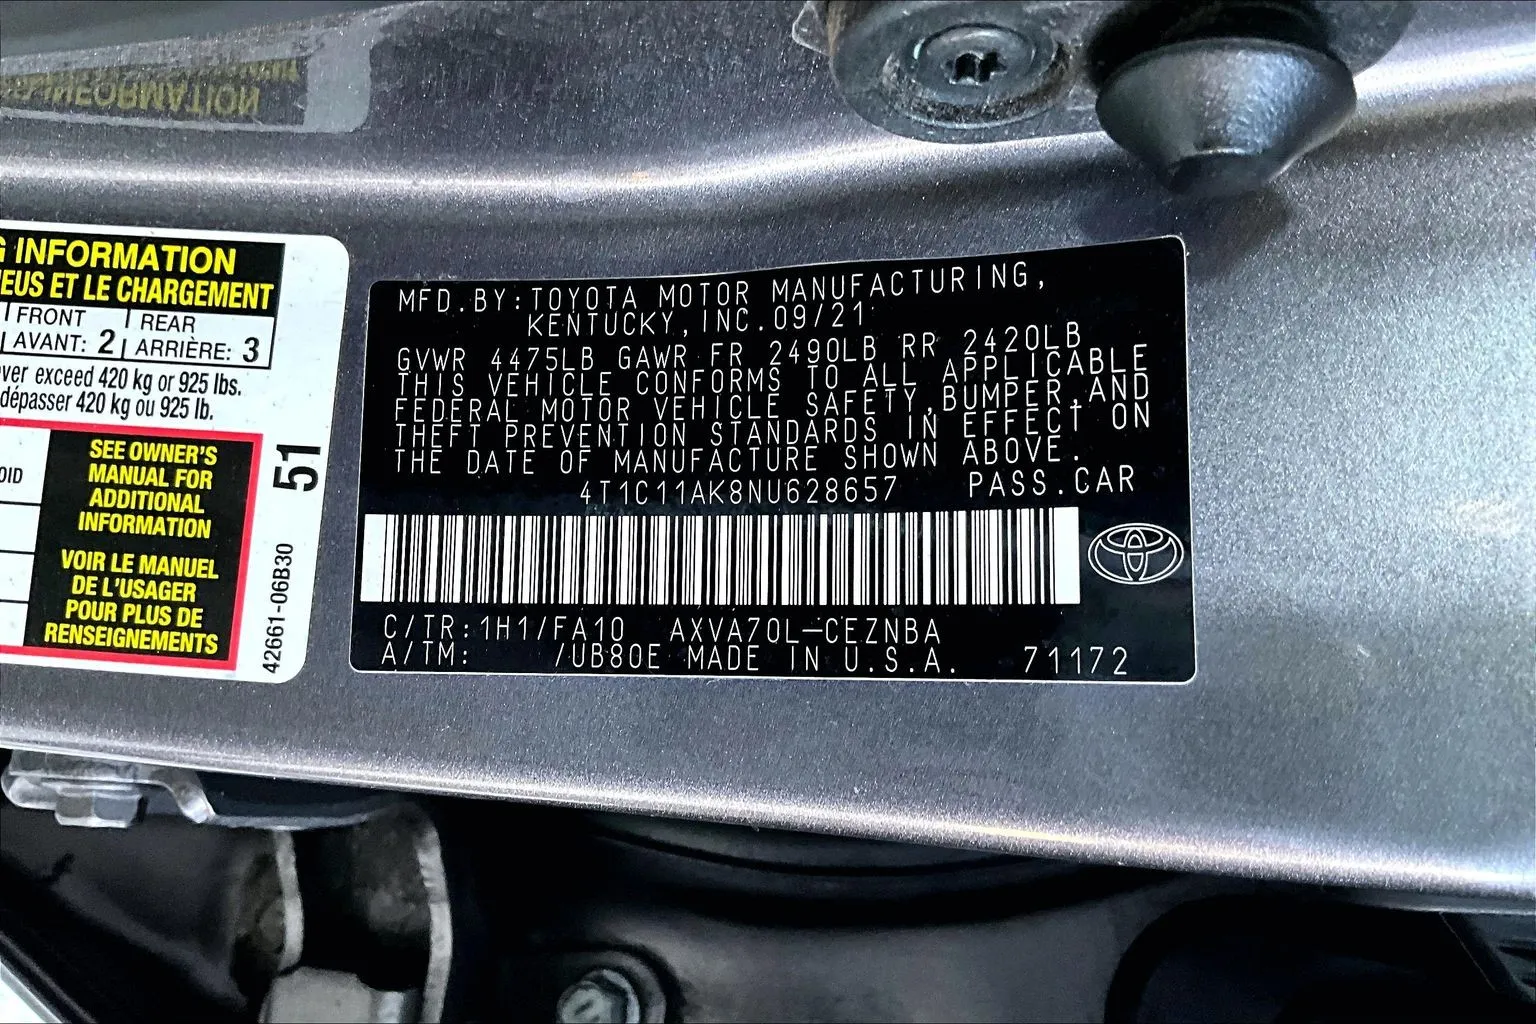 INFORMATION
G INFORMATION
EUS ET LE CHARGEMENT
FRONT REAR
AVANT: 2 ARRIÈRE: 3
ver exceed 420 kg or 925 lbs.
dépasser 420 kg ou 925 lb.
OID
SEE OWNER'S
MANUAL FOR
ADDITIONAL
INFORMATION
VOIR LE MANUEL
DE L'USAGER
POUR PLUS DE
RENSEIGNEMENTS
51
42661-06B30
MFD.BY:TOYOTA MOTOR MANUFACTURING,
KENTUCKY,INC.09/21
GVWR 4475LB GAWR FR 2490LB RR 2420LB
THIS VEHICLE CONFORMS TO ALL APPLICABLE
FEDERAL MOTOR VEHICLE SAFETY,BUMPER,AND
THEFT PREVENTION STANDARDS IN EFFECT ON
THE DATE OF MANUFACTURE SHOWN ABOVE.
4T1C11AK8NU628657 PASS.CAR
C/TR:1H1/FA10 AXVA70L-CEZNBA
A/TM: /UB80E MADE IN U.S.A. 71172